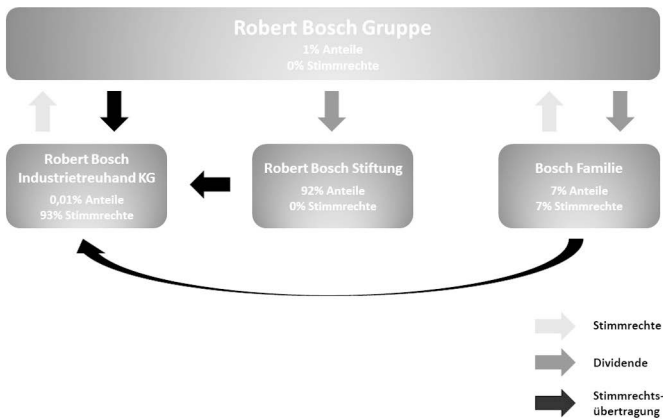 Robert Bosch Gruppe
1% Anteile
0% Stimmrechte
Robert Bosch
Industrietreuhand KG
0,01% Anteile
93% Stimmrechte
Robert Bosch Stiftung
92% Anteile
0% Stimmrechte
Bosch Familie
7% Anteile
7% Stimmrechte
Stimmrechte
Dividende
Stimmrechts-
übertragung